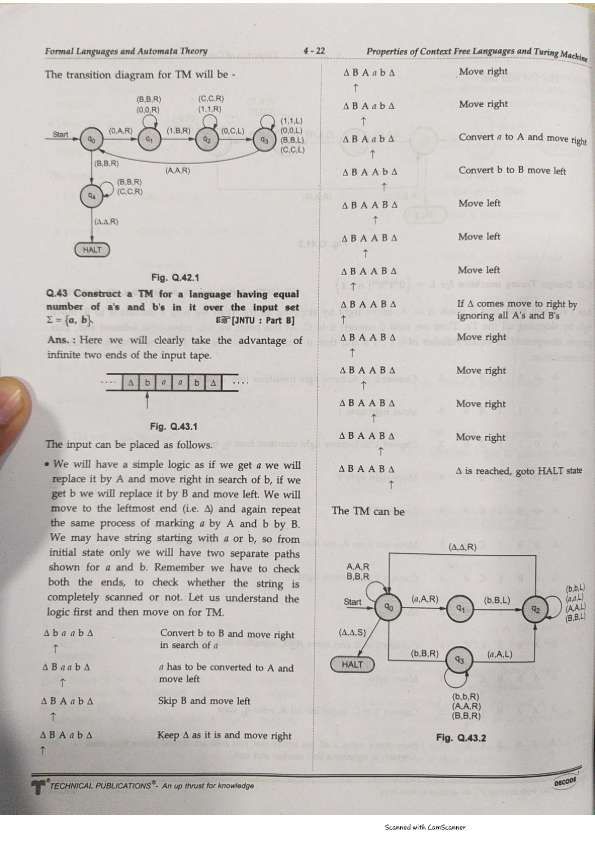 Formal Languages and Automata Theory
4 - 22
Properties of Context Free Languages and Turing Machine
The transition diagram for TM will be -
(B,B,R)
(0,0,R)
(C,C,R)
(1,1,R)
(1,1,L)
(0,0,L)
(B,B,L)
(C,C,L)
Start
q0
(0,A,R)
q1
(1,B,R)
q2
(0,C,L)
q3
(B,B,R)
(A,A,R)
q4
(B,B,R)
(C,C,R)
(Δ,Δ,R)
HALT
Fig. Q.42.1
Q.43 Construct a TM for a language having equal
number of a's and b's in it over the input set
Σ = {a, b}. ☞[JNTU : Part B]
Ans. : Here we will clearly take the advantage of
infinite two ends of the input tape.
.... Δ b a a b Δ ....
Fig. Q.43.1
The input can be placed as follows.
• We will have a simple logic as if we get a we will
replace it by A and move right in search of b, if we
get b we will replace it by B and move left. We will
move to the leftmost end (i.e. Δ) and again repeat
the same process of marking a by A and b by B.
We may have string starting with a or b, so from
initial state only we will have two separate paths
shown for a and b. Remember we have to check
both the ends, to check whether the string is
completely scanned or not. Let us understand the
logic first and then move on for TM.
Δ b a a b Δ Convert b to B and move right
↑ in search of a
Δ B a a b Δ a has to be converted to A and
↑ move left
Δ B A a b Δ Skip B and move left
↑
Δ B A a b Δ Keep Δ as it is and move right
↑
Δ B A a b Δ Move right
↑
Δ B A a b Δ Move right
↑
Δ B A a b Δ Convert a to A and move right
↑
Δ B A A b Δ Convert b to B move left
↑
Δ B A A B Δ Move left
↑
Δ B A A B Δ Move left
↑
Δ B A A B Δ Move left
↑
Δ B A A B Δ If Δ comes move to right by
↑ ignoring all A's and B's
Δ B A A B Δ Move right
↑
Δ B A A B Δ Move right
↑
Δ B A A B Δ Move right
↑
Δ B A A B Δ Move right
↑
Δ B A A B Δ Δ is reached, goto HALT state
↑
The TM can be
(Δ,Δ,R)
A,A,R
B,B,R
Start
q0
(a,A,R)
q1
(b,B,L)
q2
(b,b,L)
(a,a,L)
(A,A,L)
(B,B,L)
(Δ,Δ,S)
HALT
(b,B,R)
q3
(a,A,L)
(b,b,R)
(A,A,R)
(B,B,R)
Fig. Q.43.2
TECHNICAL PUBLICATIONS® - An up thrust for knowledge
DECODE
Scanned with CamScanner